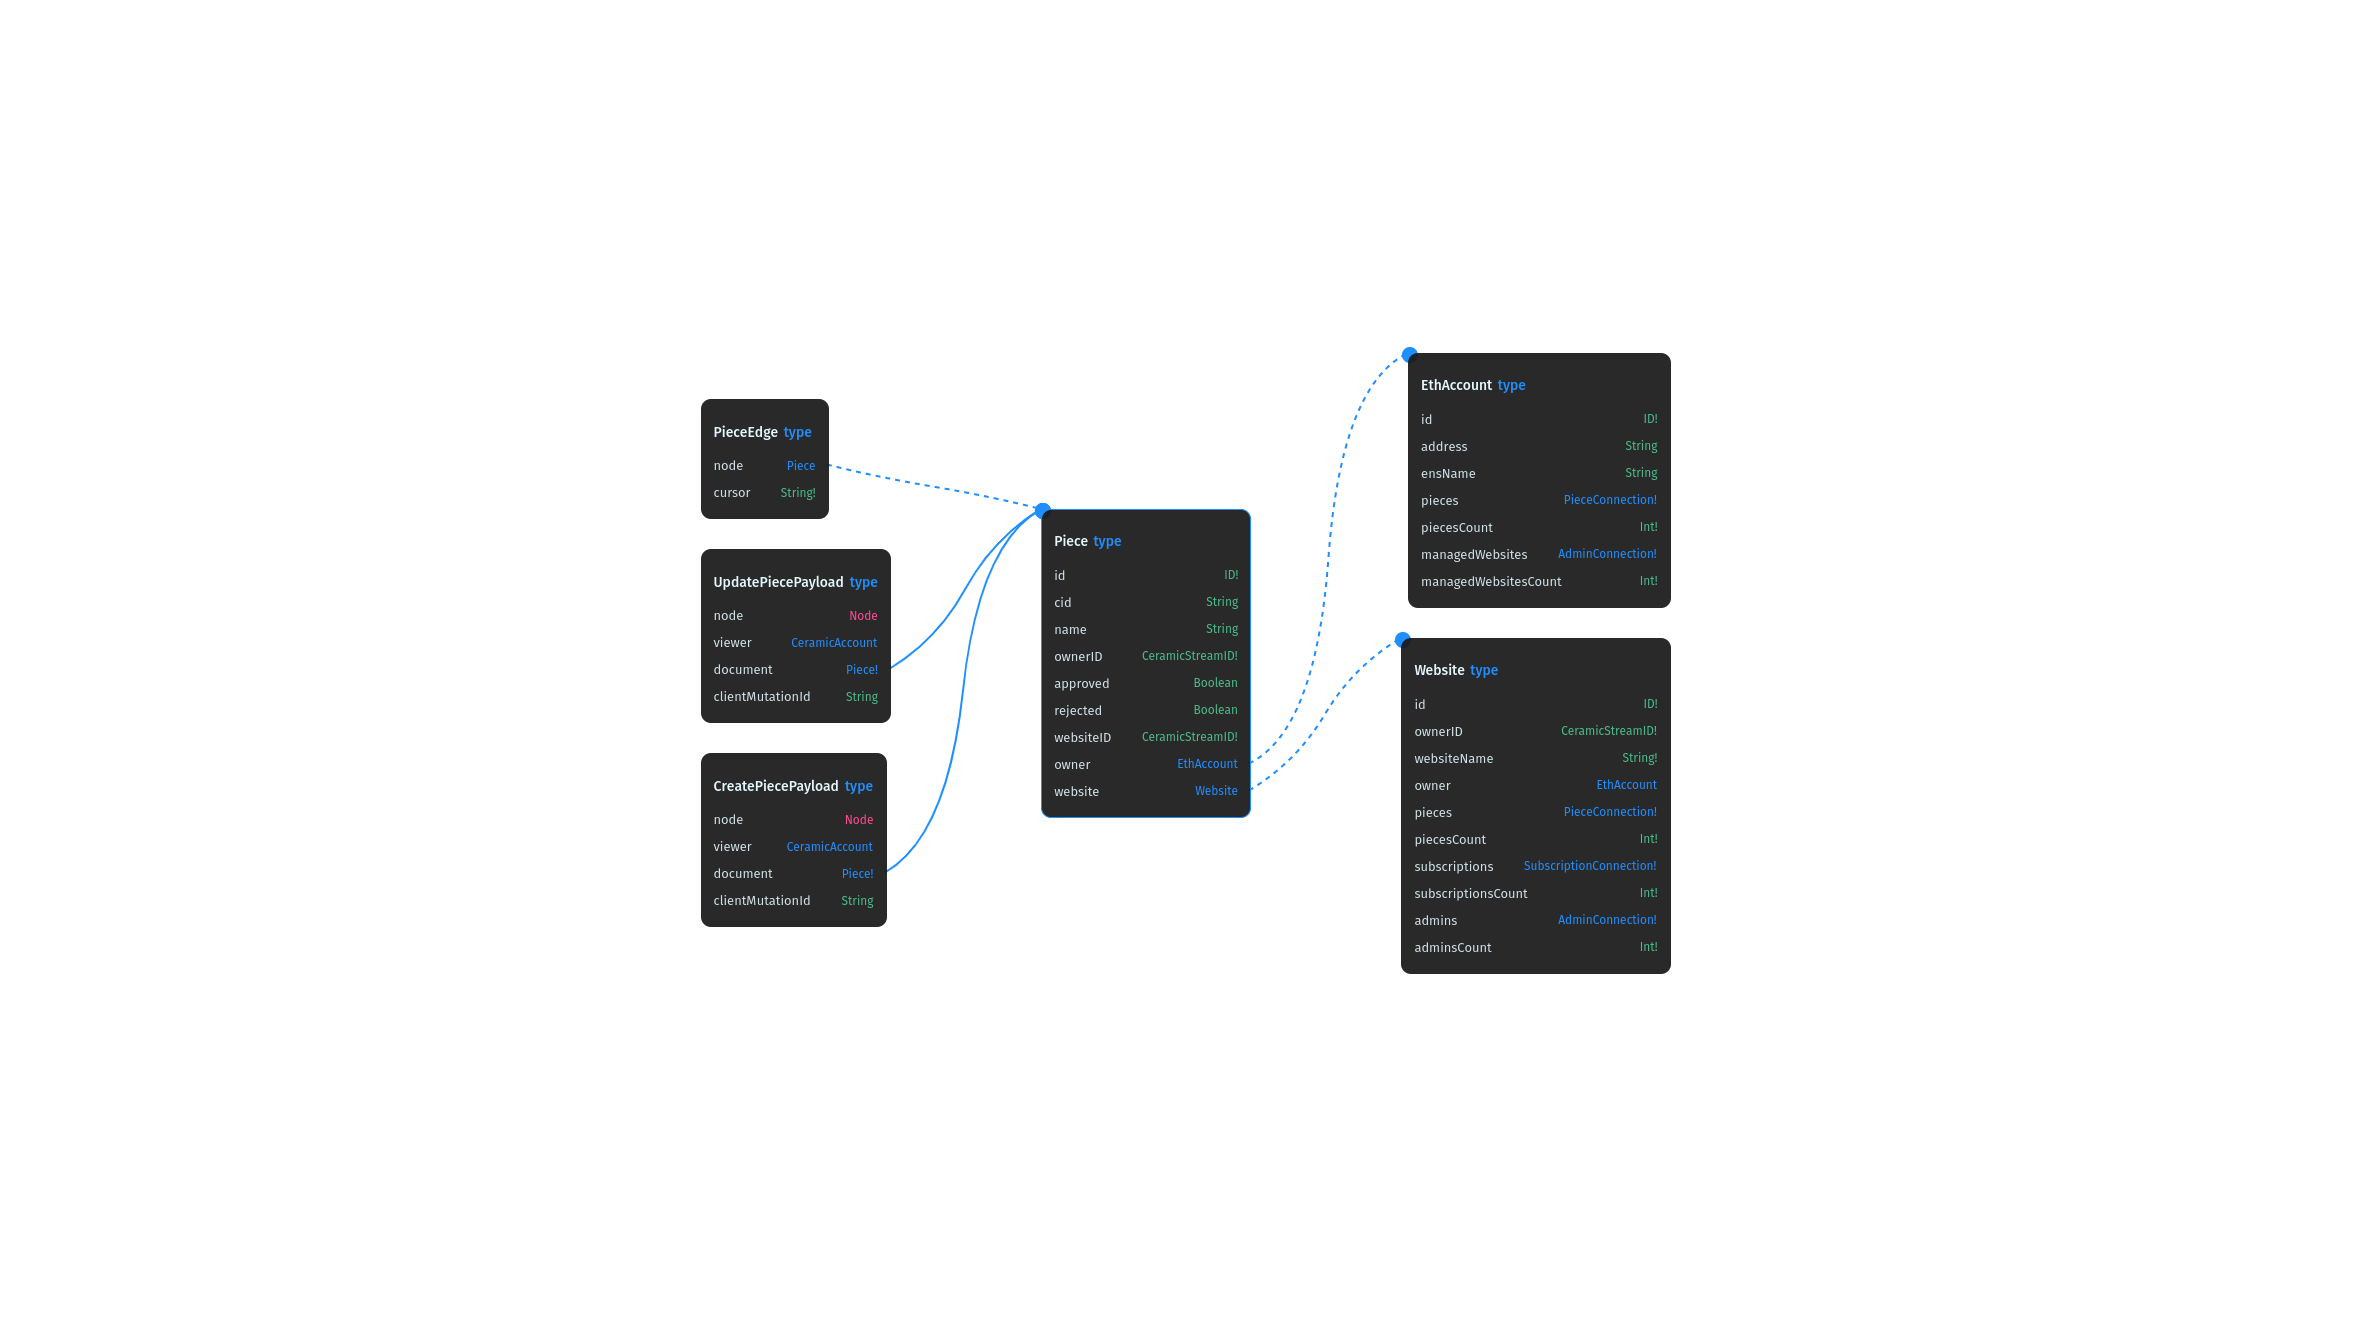 PieceEdge type
node Piece
cursor String!
UpdatePiecePayload type
node Node
viewer CeramicAccount
document Piece!
clientMutationId String
CreatePiecePayload type
node Node
viewer CeramicAccount
document Piece!
clientMutationId String
Piece type
id ID!
cid String
name String
ownerID CeramicStreamID!
approved Boolean
rejected Boolean
websiteID CeramicStreamID!
owner EthAccount
website Website
EthAccount type
id ID!
address String
ensName String
pieces PieceConnection!
piecesCount Int!
managedWebsites AdminConnection!
managedWebsitesCount Int!
Website type
id ID!
ownerID CeramicStreamID!
websiteName String!
owner EthAccount
pieces PieceConnection!
piecesCount Int!
subscriptions SubscriptionConnection!
subscriptionsCount Int!
admins AdminConnection!
adminsCount Int!